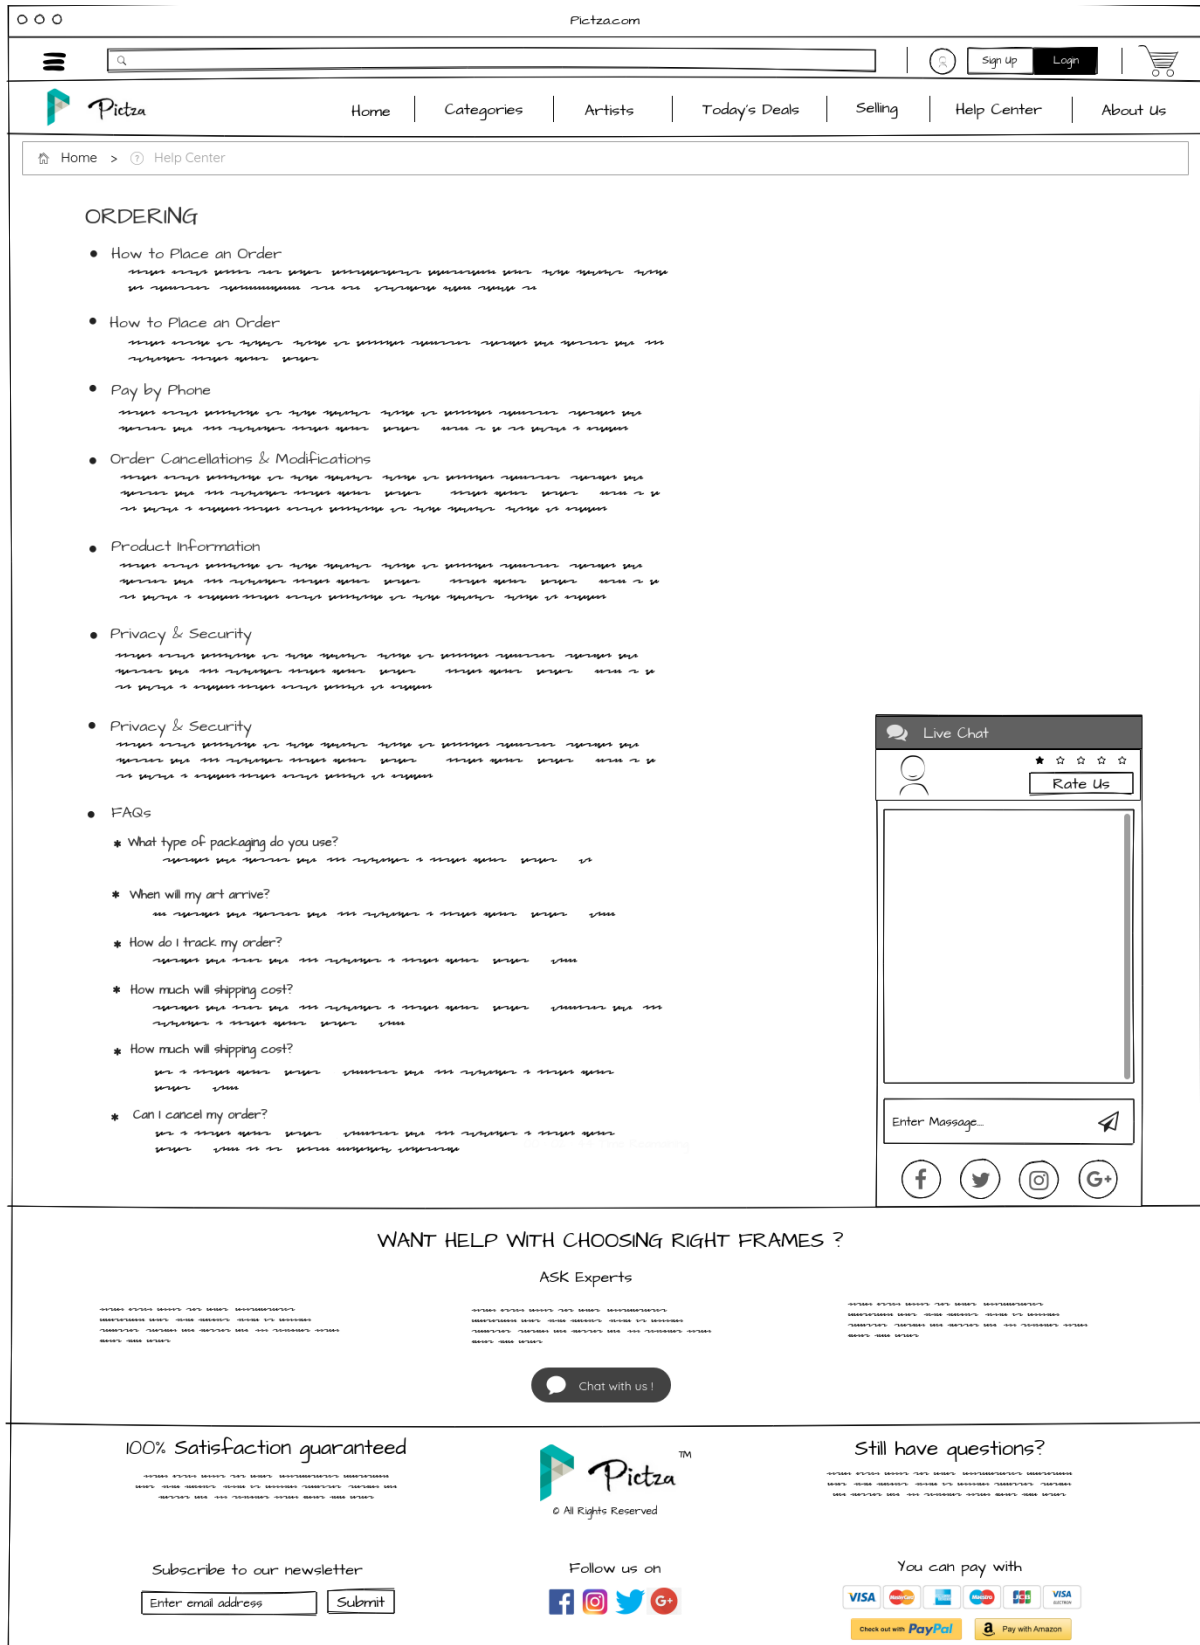 Pictza.com
Sign Up
Login
Pictza
Home
Categories
Artists
Today's Deals
Selling
Help Center
About Us
Home > Help Center
ORDERING
How to Place an Order
How to Place an Order
Pay by Phone
Order Cancellations & Modifications
Product Information
Privacy & Security
Privacy & Security
FAQs
* What type of packaging do you use?
* When will my art arrive?
* How do I track my order?
* How much will shipping cost?
* How much will shipping cost?
* Can I cancel my order?
Live Chat
Rate Us
Enter Massage...
WANT HELP WITH CHOOSING RIGHT FRAMES ?
ASK Experts
Chat with us !
100% Satisfaction guaranteed
Pictza TM
© All Rights Reserved
Still have questions?
Subscribe to our newsletter
Enter email address
Submit
Follow us on
You can pay with
VISA
MasterCard
Maestro
JCB
VISA
ELECTRON
Check out with PayPal
Pay with Amazon